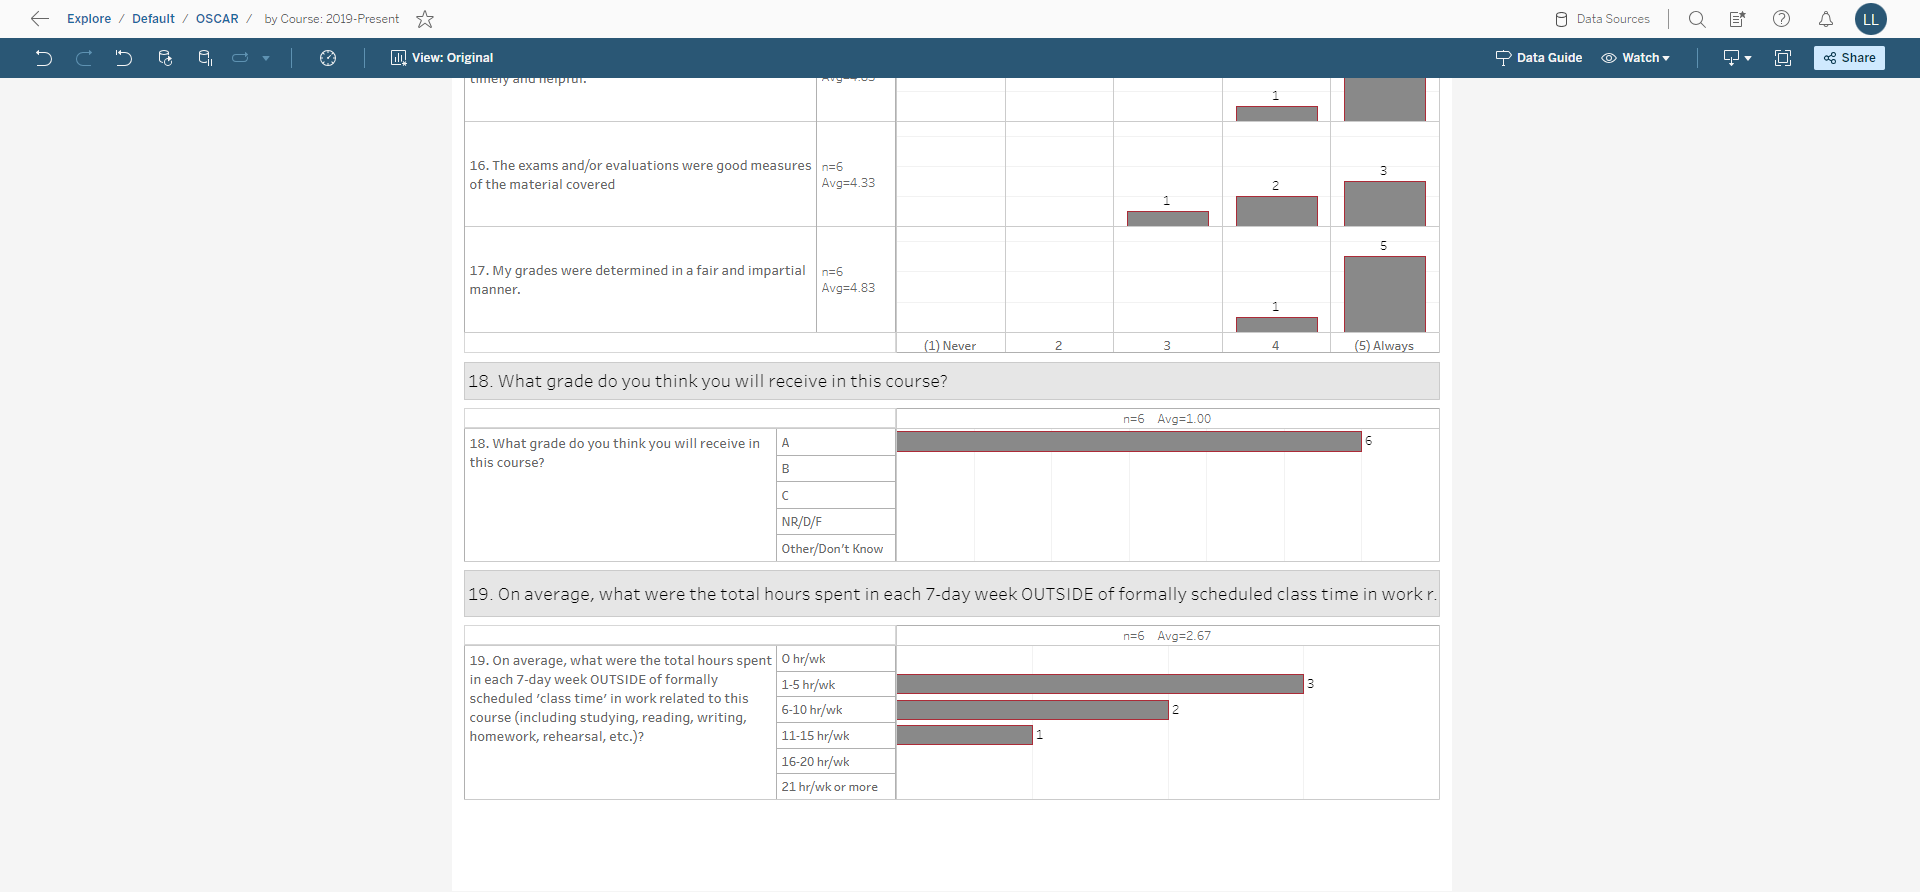 Explore / Default / OSCAR / by Course: 2019-Present
Data Sources
LL
View: Original
Data Guide
Watch
Share
timely and helpful.
Avg=4.83
1
16. The exams and/or evaluations were good measures
of the material covered
n=6
Avg=4.33
1
2
3
17. My grades were determined in a fair and impartial
manner.
n=6
Avg=4.83
1
5
(1) Never 2 3 4 (5) Always
18. What grade do you think you will receive in this course?
n=6 Avg=1.00
18. What grade do you think you will receive in
this course?
A
6
B
C
NR/D/F
Other/Don't Know
19. On average, what were the total hours spent in each 7-day week OUTSIDE of formally scheduled class time in work r.
n=6 Avg=2.67
19. On average, what were the total hours spent
in each 7-day week OUTSIDE of formally
scheduled ‘class time’ in work related to this
course (including studying, reading, writing,
homework, rehearsal, etc.)?
0 hr/wk
1-5 hr/wk
3
6-10 hr/wk
2
11-15 hr/wk
1
16-20 hr/wk
21 hr/wk or more